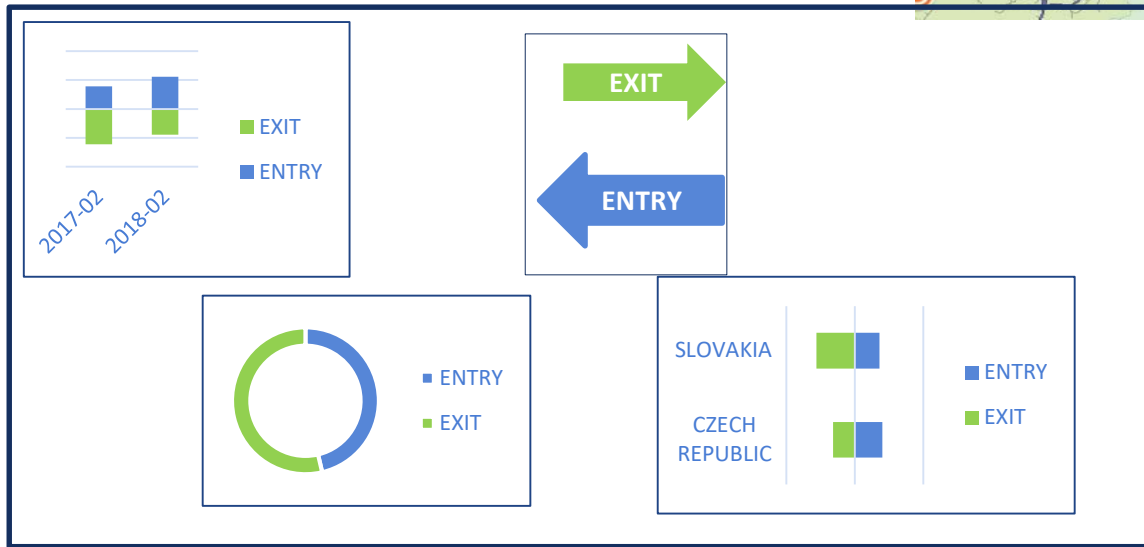 EXIT
ENTRY
2017-02
2018-02
EXIT
ENTRY
ENTRY
EXIT
SLOVAKIA
CZECH
REPUBLIC
ENTRY
EXIT